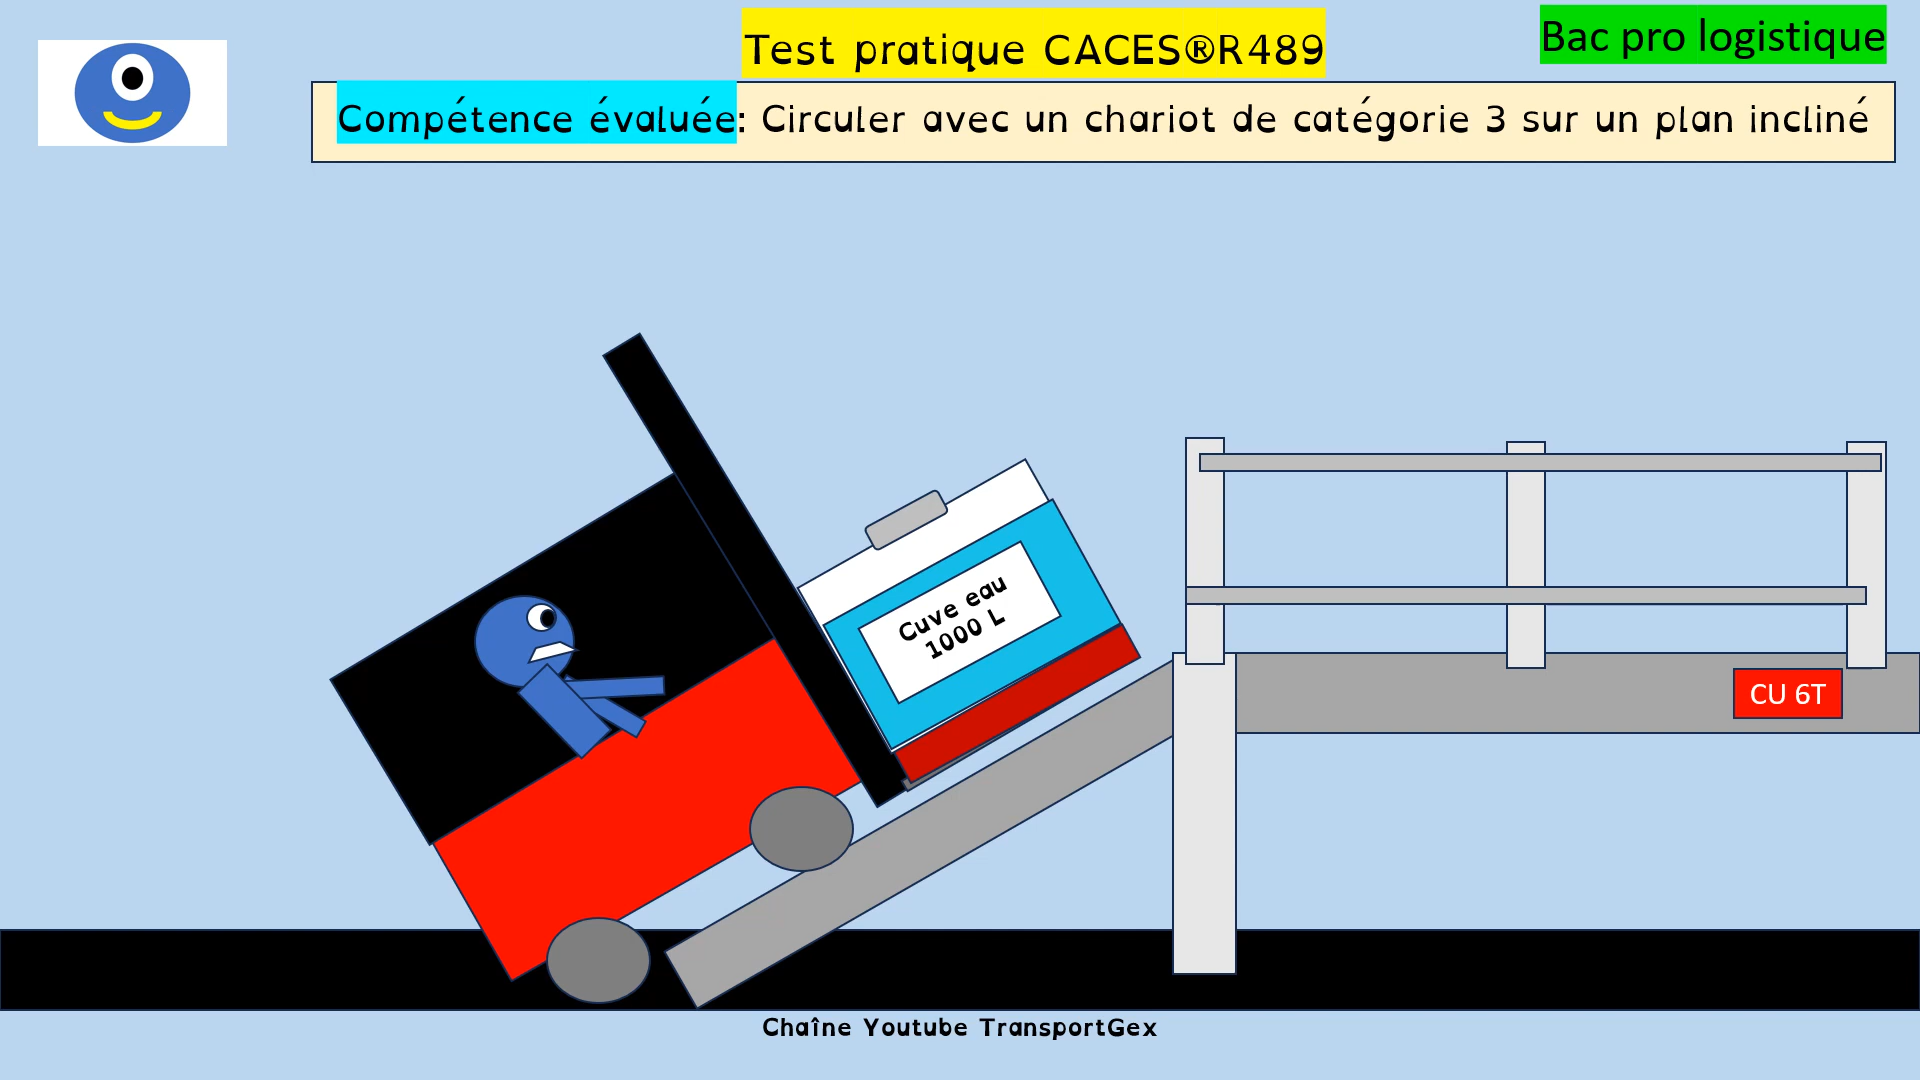 Test pratique CACES®R489
Bac pro logistique
Compétence évaluée: Circuler avec un chariot de catégorie 3 sur un plan incliné
Cuve eau
1000 L
CU 6T
Chaîne Youtube TransportGex